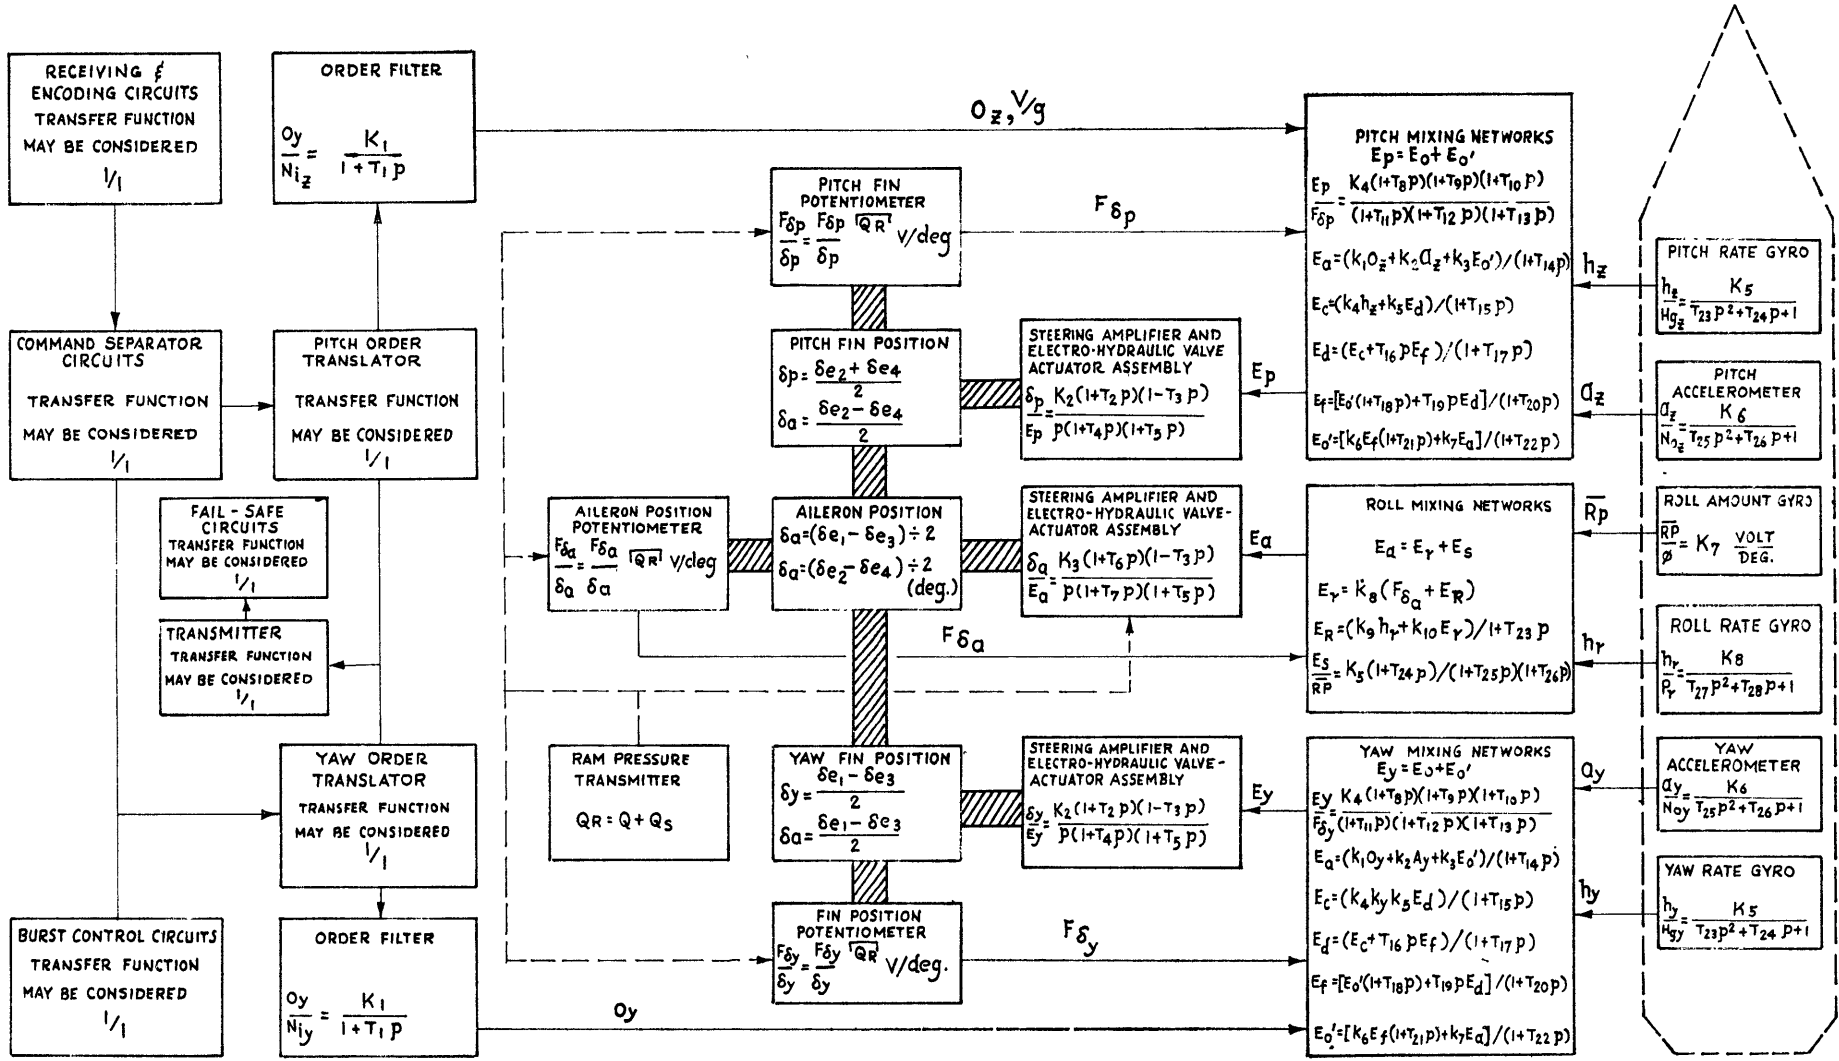 RECEIVING & ENCODING CIRCUITS
TRANSFER FUNCTION
MAY BE CONSIDERED
1/1
ORDER FILTER
Oy/Niz = K1/(1+T1p)
COMMAND SEPARATOR
CIRCUITS
TRANSFER FUNCTION
MAY BE CONSIDERED
1/1
PITCH ORDER
TRANSLATOR
TRANSFER FUNCTION
MAY BE CONSIDERED
1/1
FAIL-SAFE
CIRCUITS
TRANSFER FUNCTION
MAY BE CONSIDERED
1/1
TRANSMITTER
TRANSFER FUNCTION
MAY BE CONSIDERED
1/1
YAW ORDER
TRANSLATOR
TRANSFER FUNCTION
MAY BE CONSIDERED
1/1
BURST CONTROL CIRCUITS
TRANSFER FUNCTION
MAY BE CONSIDERED
1/1
ORDER FILTER
Oy/Niy = K1/(1+T1p)
Oz, V/g
PITCH FIN
POTENTIOMETER
Fδp/δp = Fδp/δp QR V/deg
Fδp
PITCH FIN POSITION
δp = (δe2+δe4)/2
δa = (δe2-δe4)/2
STEERING AMPLIFIER AND
ELECTRO-HYDRAULIC VALVE
ACTUATOR ASSEMBLY
δp/Ep = K2(1+T2p)(1-T3p)/p(1+T4p)(1+T5p)
Ep
AILERON POSITION
POTENTIOMETER
Fδa/δa = Fδa/δa QR V/deg
AILERON POSITION
δa=(δe1-δe3)÷2
δa=(δe2-δe4)÷2
(deg.)
STEERING AMPLIFIER AND
ELECTRO-HYDRAULIC VALVE-
ACTUATOR ASSEMBLY
δa/Ea = K3(1+T6p)(1-T3p)/p(1+T7p)(1+T5p)
Ea
Fδa
RAM PRESSURE
TRANSMITTER
QR=Q+Qs
YAW FIN POSITION
δy = (δe1-δe3)/2
δa = (δe1-δe3)/2
STEERING AMPLIFIER AND
ELECTRO-HYDRAULIC VALVE-
ACTUATOR ASSEMBLY
δy/Ey = K2(1+T2p)(1-T3p)/p(1+T4p)(1+T5p)
Ey
FIN POSITION
POTENTIOMETER
Fδy/δy = Fδy/δy QR V/deg.
Fδy
Oy
PITCH MIXING NETWORKS
Ep=Eo+Eo'
Ep/Fδp = K4(1+T8p)(1+T9p)(1+T10p)/(1+T11p)(1+T12p)(1+T13p)
Ea=(k1Oz+k2az+k3Eo')/(1+T14p)
Ec=(k4hz+k5Ed)/(1+T15p)
Ed=(Ec+T16pEf)/(1+T17p)
Ef=[Eo'(1+T18p)+T19pEd]/(1+T20p)
Eo'=[k6Ef(1+T21p)+k7Ea]/(1+T22p)
ROLL MIXING NETWORKS
Ea=Er+Es
Er=K8(Fδa+ER)
ER=(k9hr+k10Er)/1+T23p
Es/RP=K5(1+T24p)/(1+T25p)(1+T26p)
YAW MIXING NETWORKS
Ey=Eo+Eo'
Ey/Fδy = K4(1+T8p)(1+T9p)(1+T10p)/(1+T11p)(1+T12p)(1+T13p)
Ea=(k1Oy+k2Ay+k3Eo')/(1+T14p)
Ec=(k4kyk5Ed)/(1+T15p)
Ed=(Ec+T16pEf)/(1+T17p)
Ef=[Eo'(1+T18p)+T19pEd]/(1+T20p)
Eo'=[k6Ef(1+T21p)+k7Ea]/(1+T22p)
hz
PITCH RATE GYRO
hz/Hgz = K5/(T23p²+T24p+1)
az
PITCH
ACCELEROMETER
az/Noz = K6/(T25p²+T26p+1)
Rp
ROLL AMOUNT GYRO
RP/ø = K7 VOLT/DEG.
hr
ROLL RATE GYRO
hr/Pr = K8/(T27p²+T28p+1)
ay
YAW
ACCELEROMETER
ay/Noy = K6/(T25p²+T26p+1)
hy
YAW RATE GYRO
hy/Hgy = K5/(T23p²+T24p+1)